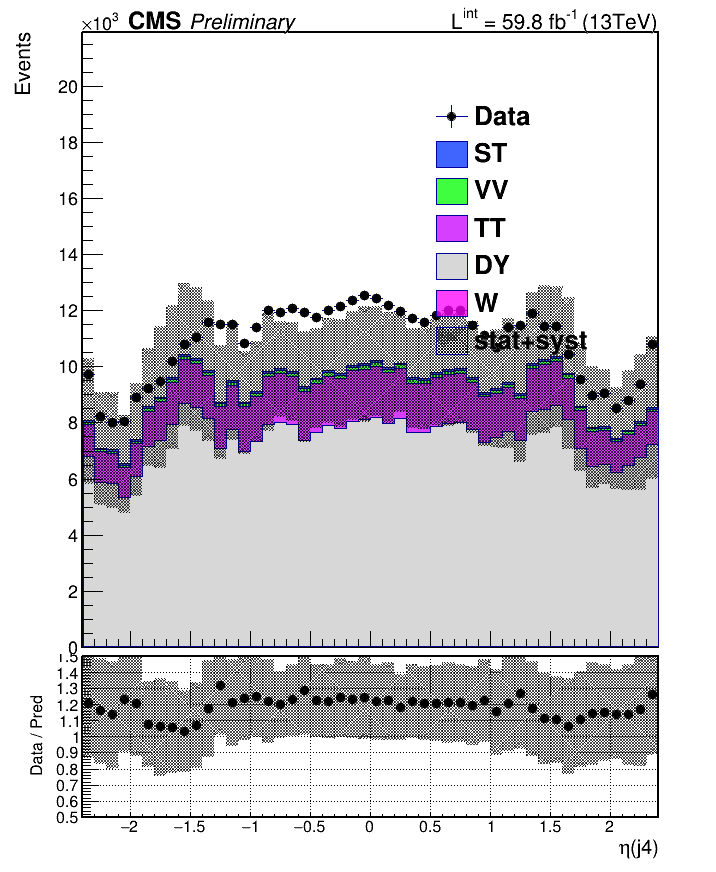 ×10³ CMS Preliminary L^int = 59.8 fb⁻¹ (13TeV)
Events
20
18
16
14
12
10
8
6
4
2
0
Data
ST
VV
TT
DY
W
stat+syst
Data / Pred
1.5
1.4
1.3
1.2
1.1
1
0.9
0.8
0.7
0.6
0.5
−2 −1.5 −1 −0.5 0 0.5 1 1.5 2
η(j4)